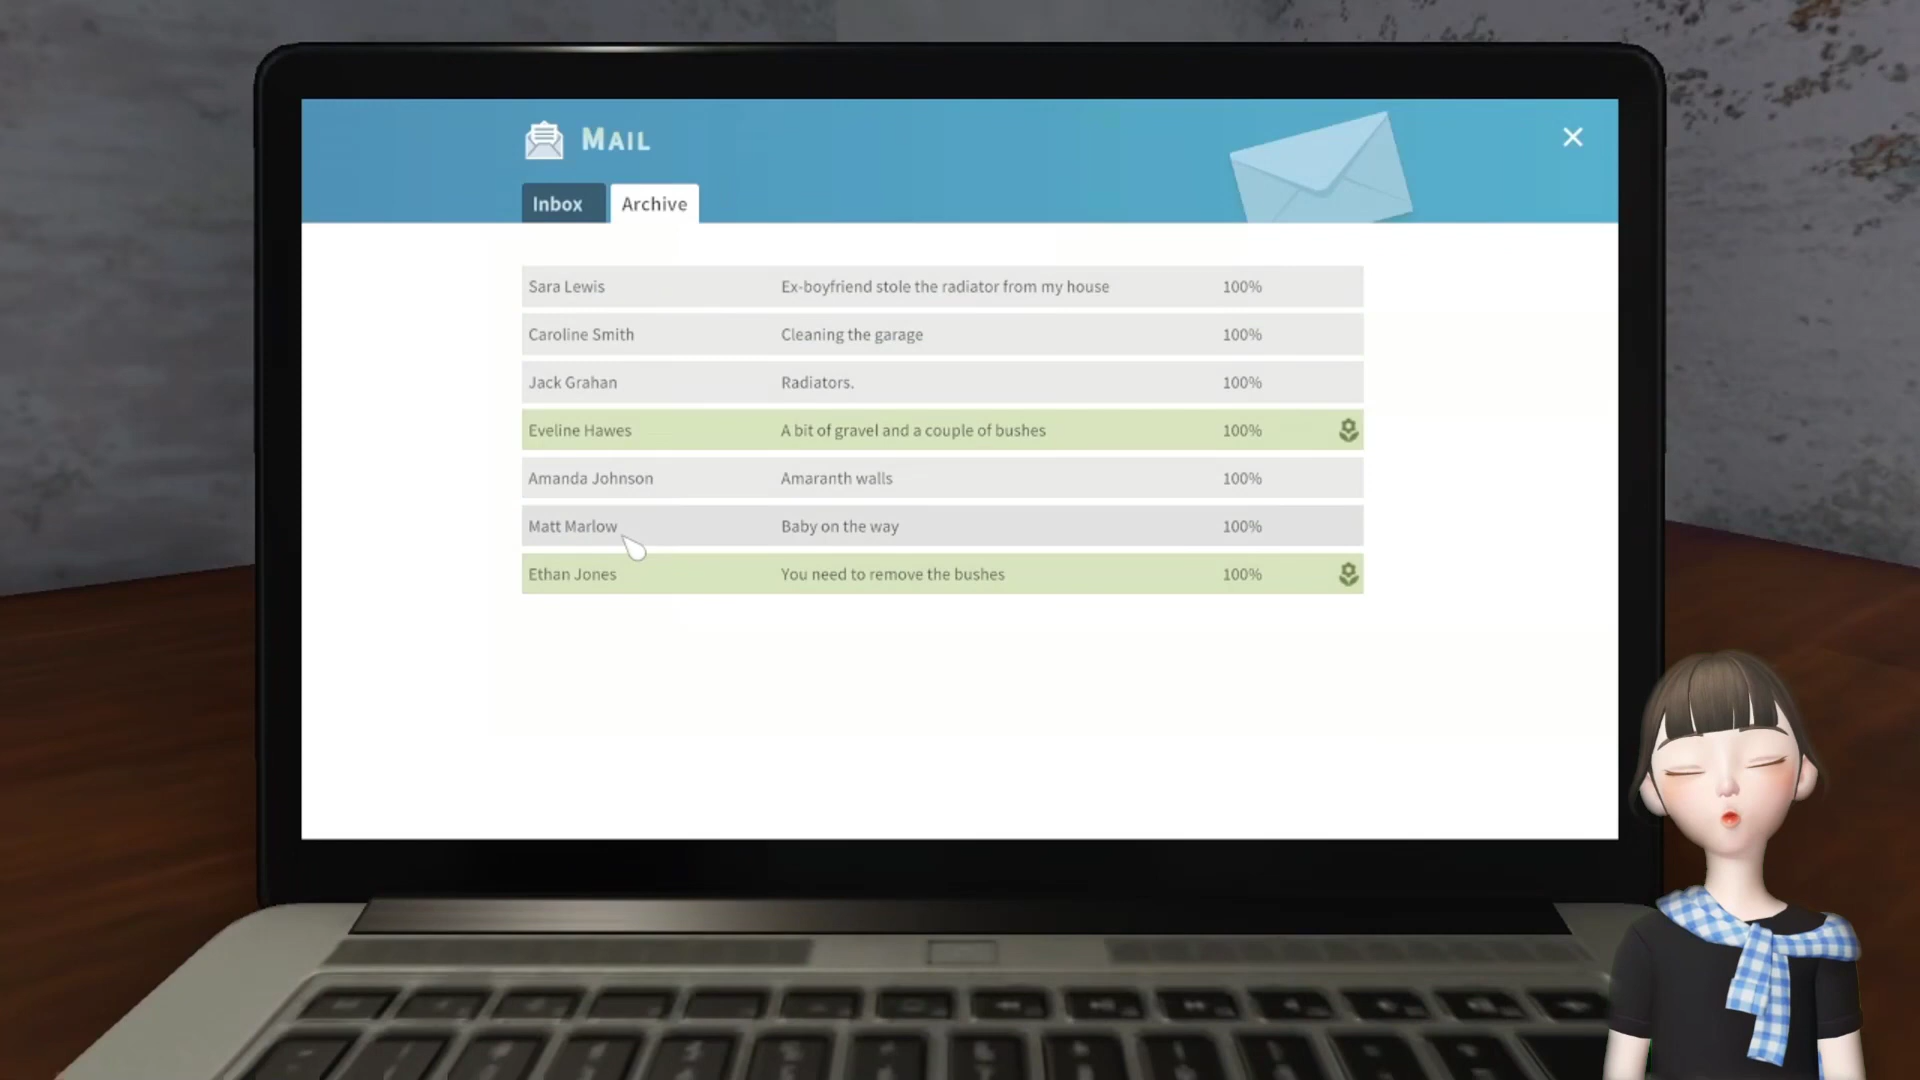 MAIL
Inbox Archive
Sara Lewis Ex-boyfriend stole the radiator from my house 100%
Caroline Smith Cleaning the garage 100%
Jack Grahan Radiators. 100%
Eveline Hawes A bit of gravel and a couple of bushes 100%
Amanda Johnson Amaranth walls 100%
Matt Marlow Baby on the way 100%
Ethan Jones You need to remove the bushes 100%